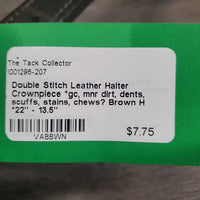 The Tack Collector
1001296-207
Double Stitch Leather Halter
Crownpiece *gc, mnr dirt, dents,
scuffs, stains, chews? Brown H
*22" - 13.5"
VABBWN
$7.75